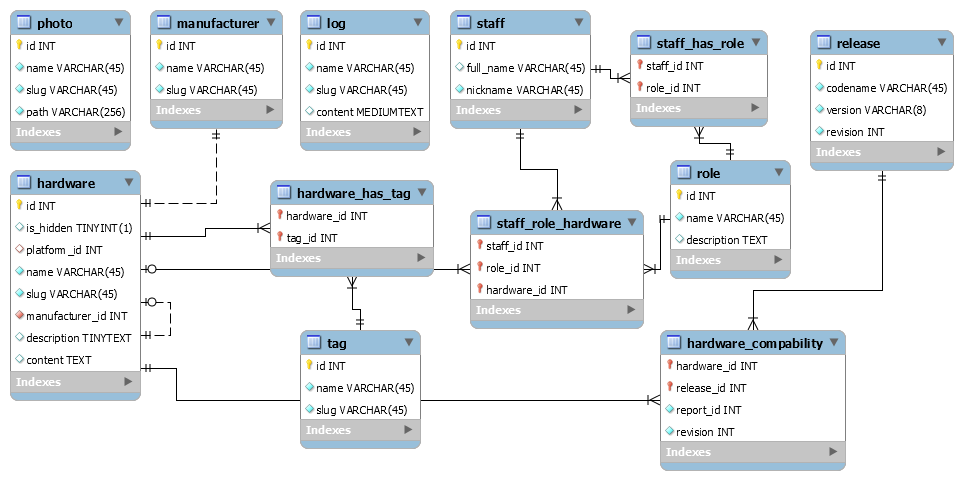 photo
id INT
name VARCHAR(45)
slug VARCHAR(45)
path VARCHAR(256)
Indexes
manufacturer
id INT
name VARCHAR(45)
slug VARCHAR(45)
Indexes
log
id INT
name VARCHAR(45)
slug VARCHAR(45)
content MEDIUMTEXT
Indexes
staff
id INT
full_name VARCHAR(45)
nickname VARCHAR(45)
Indexes
staff_has_role
staff_id INT
role_id INT
Indexes
release
id INT
codename VARCHAR(45)
version VARCHAR(8)
revision INT
Indexes
hardware
id INT
is_hidden TINYINT(1)
platfom_id INT
name VARCHAR(45)
slug VARCHAR(45)
manufacturer_id INT
description TINYTEXT
content TEXT
Indexes
hardware_has_tag
hardware_id INT
tag_id INT
Indexes
staff_role_hardware
staff_id INT
role_id INT
hardware_id INT
Indexes
role
id INT
name VARCHAR(45)
description TEXT
Indexes
tag
id INT
name VARCHAR(45)
slug VARCHAR(45)
Indexes
hardware_compability
hardware_id INT
release_id INT
report_id INT
revision INT
Indexes